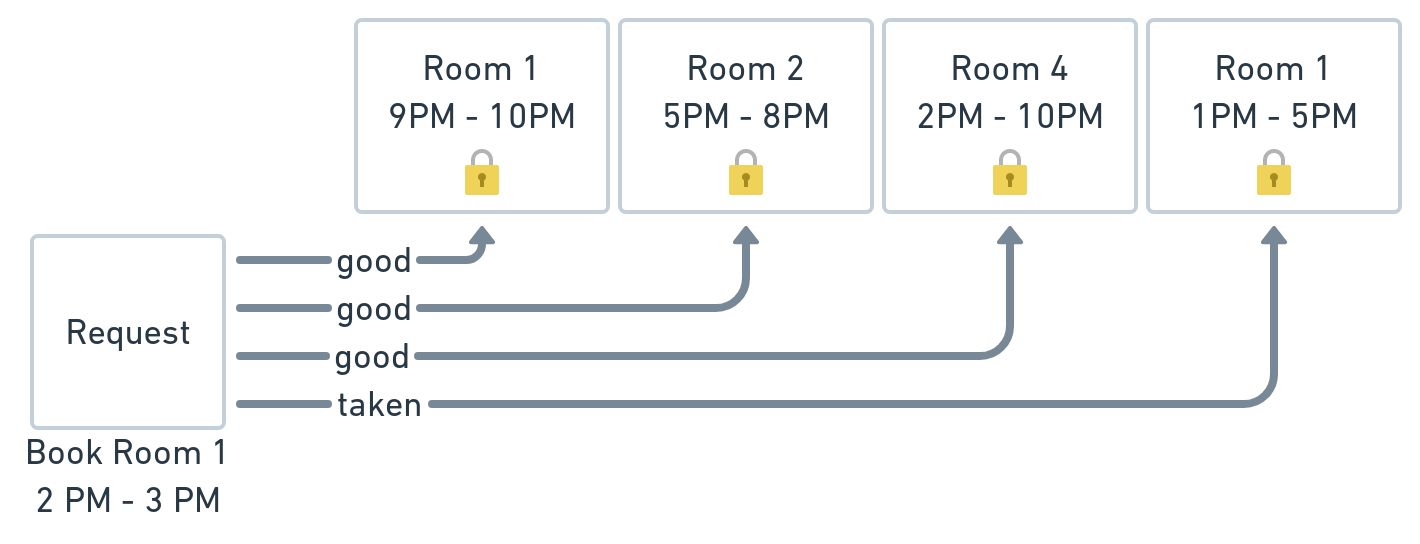 Room 1
9PM - 10PM
Room 2
5PM - 8PM
Room 4
2PM - 10PM
Room 1
1PM - 5PM
Request
good
good
good
taken
Book Room 1
2 PM - 3 PM